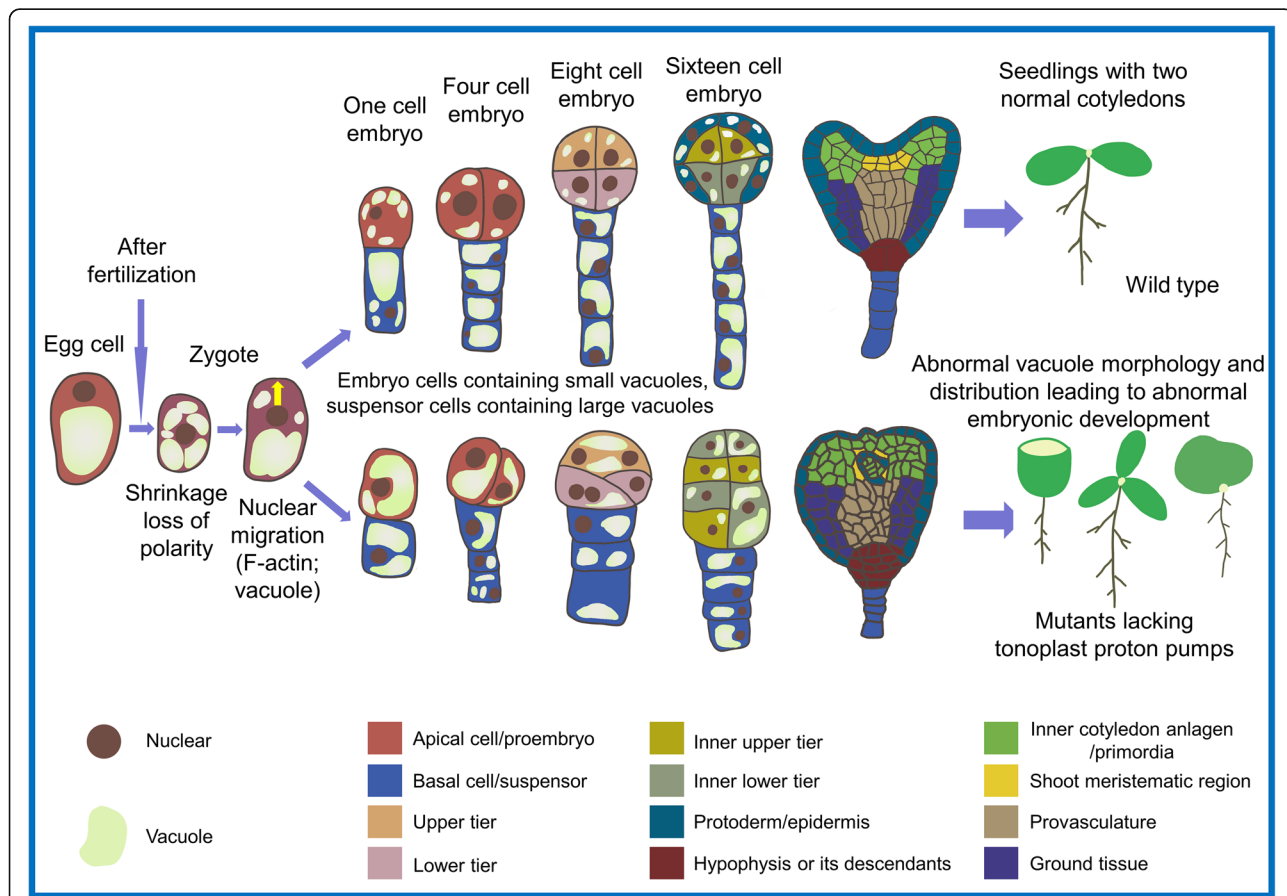 One cell
embryo
Four cell
embryo
Eight cell
embryo
Sixteen cell
embryo
Seedlings with two
normal cotyledons
After
fertilization
Wild type
Egg cell
Zygote
Embryo cells containing small vacuoles,
suspensor cells containing large vacuoles
Abnormal vacuole morphology and
distribution leading to abnormal
embryonic development
Shrinkage
loss of
polarity
Nuclear
migration
(F-actin;
vacuole)
Mutants lacking
tonoplast proton pumps
Nuclear
Vacuole
Apical cell/proembryo
Basal cell/suspensor
Upper tier
Lower tier
Inner upper tier
Inner lower tier
Protoderm/epidermis
Hypophysis or its descendants
Inner cotyledon anlagen
/primordia
Shoot meristematic region
Provasculature
Ground tissue